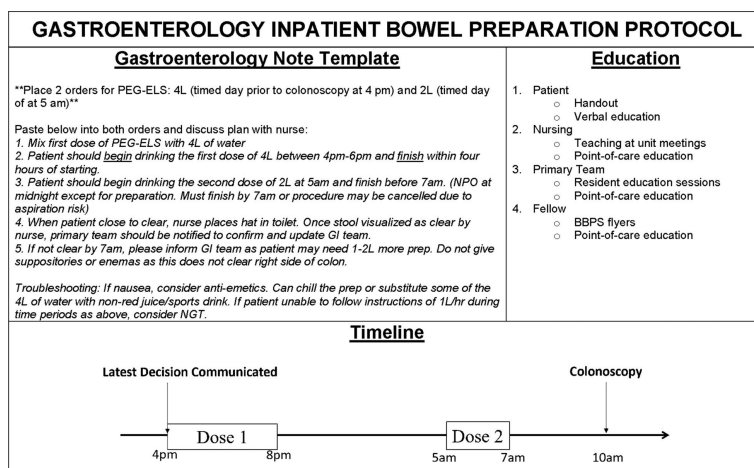 GASTROENTEROLOGY INPATIENT BOWEL PREPARATION PROTOCOL
Gastroenterology Note Template
**Place 2 orders for PEG-ELS: 4L (timed day prior to colonoscopy at 4 pm) and 2L (timed day
of at 5 am)**
Paste below into both orders and discuss plan with nurse:
1. Mix first dose of PEG-ELS with 4L of water
2. Patient should begin drinking the first dose of 4L between 4pm-6pm and finish within four
hours of starting.
3. Patient should begin drinking the second dose of 2L at 5am and finish before 7am. (NPO at
midnight except for preparation. Must finish by 7am or procedure may be cancelled due to
aspiration risk)
4. When patient close to clear, nurse places hat in toilet. Once stool visualized as clear by
nurse, primary team should be notified to confirm and update GI team.
5. If not clear by 7am, please inform GI team as patient may need 1-2L more prep. Do not give
suppositories or enemas as this does not clear right side of colon.
Troubleshooting: If nausea, consider anti-emetics. Can chill the prep or substitute some of the
4L of water with non-red juice/sports drink. If patient unable to follow instructions of 1L/hr during
time periods as above, consider NGT.
Education
1. Patient
o Handout
o Verbal education
2. Nursing
o Teaching at unit meetings
o Point-of-care education
3. Primary Team
o Resident education sessions
o Point-of-care education
4. Fellow
o BBPS flyers
o Point-of-care education
Timeline
Latest Decision Communicated
Colonoscopy
Dose 1
Dose 2
4pm
8pm
5am
7am
10am